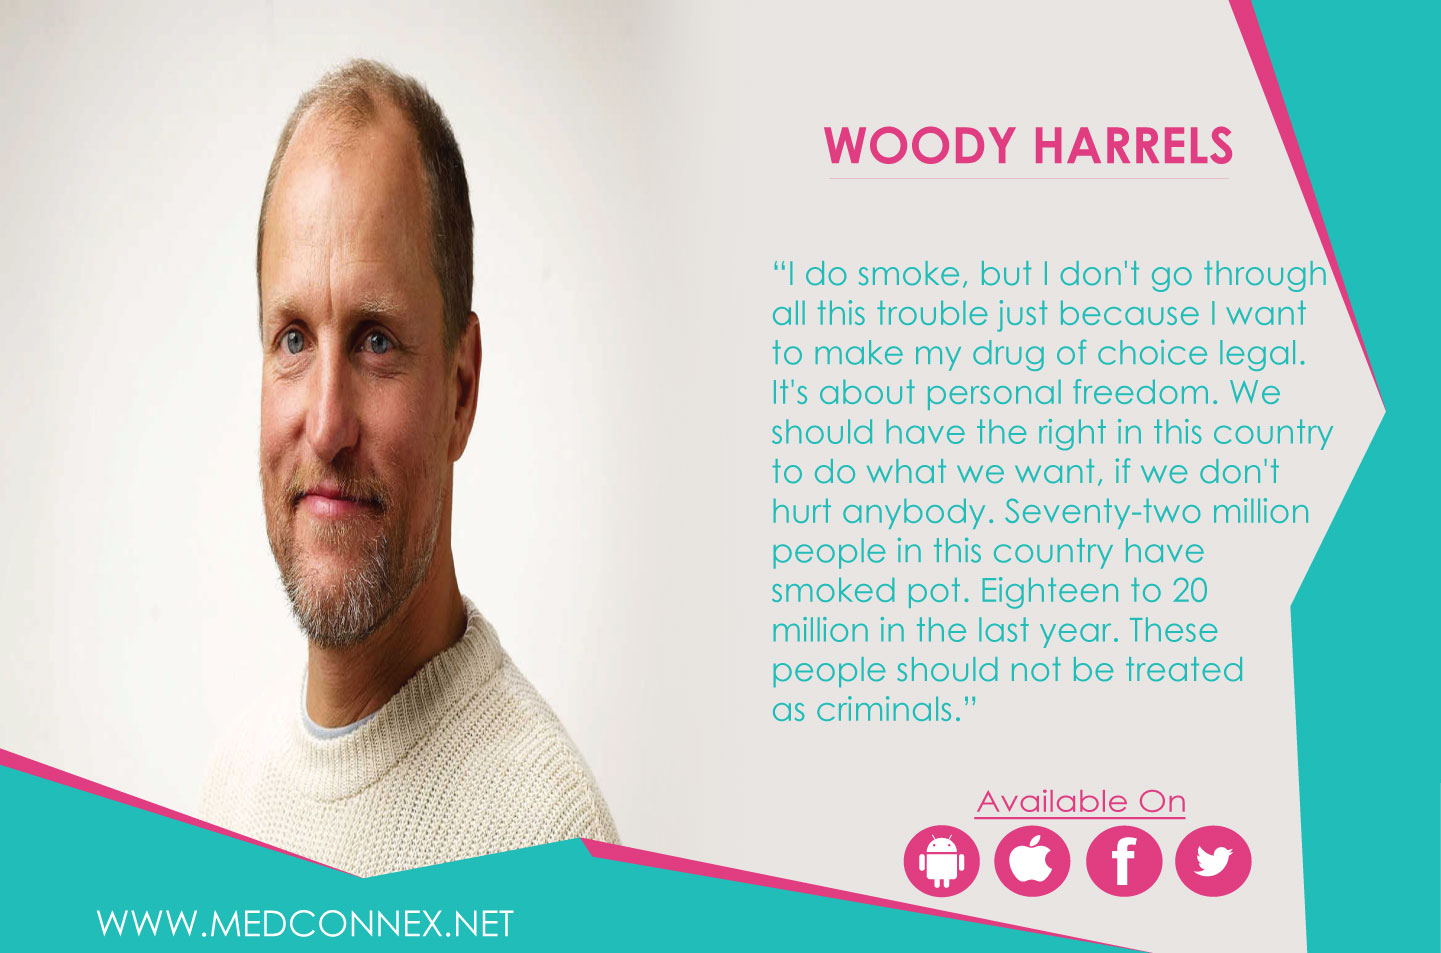 WOODY HARRELS
“I do smoke, but I don't go through
all this trouble just because I want
to make my drug of choice legal.
It's about personal freedom. We
should have the right in this country
to do what we want, if we don't
hurt anybody. Seventy-two million
people in this country have
smoked pot. Eighteen to 20
million in the last year. These
people should not be treated
as criminals.”
Available On
WWW.MEDCONNEX.NET